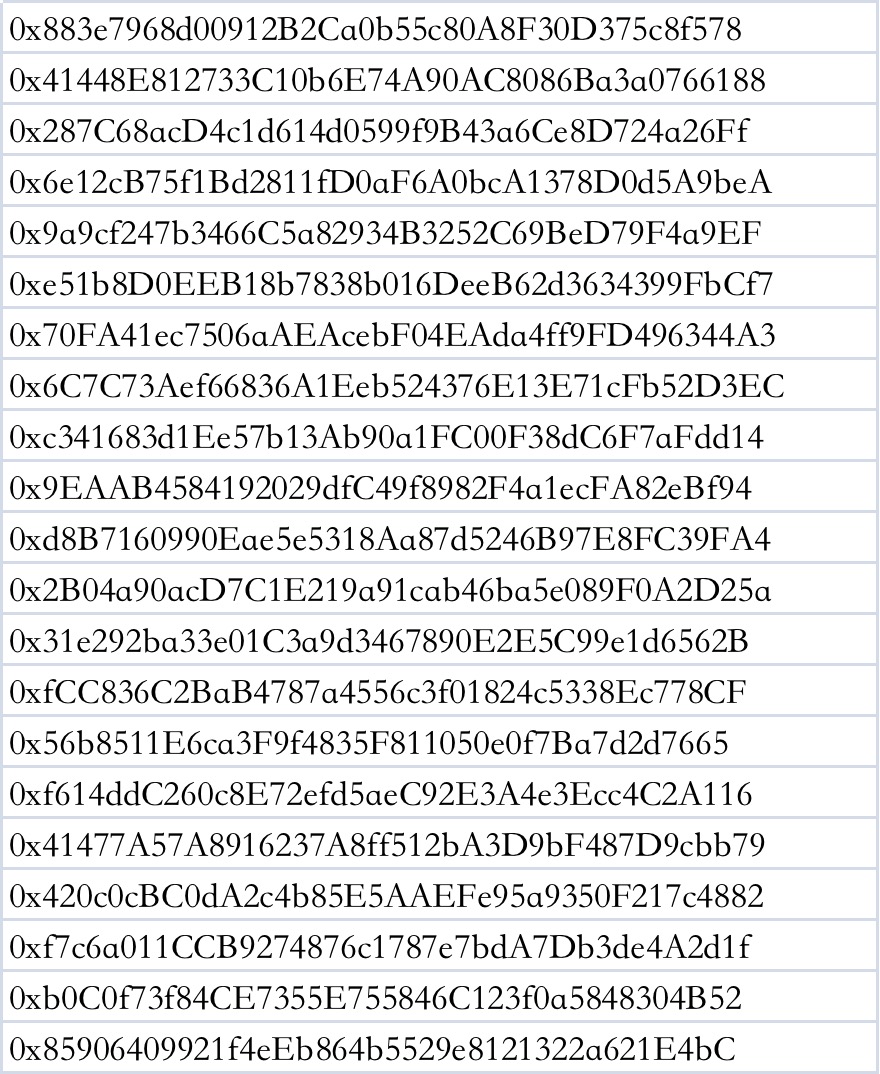 0x883e7968d00912B2Ca0b55c80A8F30D375c8f578
0x41448E812733C10b6E74A90AC8086Ba3a0766188
0x287C68acD4c1d614d0599f9B43a6Ce8D724a26Ff
0x6e12cB75f1Bd2811fD0aF6A0bcA1378D0d5A9beA
0x9a9cf247b3466C5a82934B3252C69BeD79F4a9EF
0xe51b8D0EEB18b7838b016DeeB62d3634399FbCf7
0x70FA41ec7506aAEAcebF04EAda4ff9FD496344A3
0x6C7C73Aef66836A1Eeb524376E13E71cFb52D3EC
0xc341683d1Ee57b13Ab90a1FC00F38dC6F7aFdd14
0x9EAAB4584192029dfC49f8982F4a1ecFA82eBf94
0xd8B7160990Eae5e5318Aa87d5246B97E8FC39FA4
0x2B04a90acD7C1E219a91cab46ba5e089F0A2D25a
0x31e292ba33e01C3a9d3467890E2E5C99e1d6562B
0xfCC836C2BaB4787a4556c3f01824c5338Ec778CF
0x56b8511E6ca3F9f4835F811050e0f7Ba7d2d7665
0xf614ddC260c8E72efd5aeC92E3A4e3Ecc4C2A116
0x41477A57A8916237A8ff512bA3D9bF487D9cbb79
0x420c0cBC0dA2c4b85E5AAEFe95a9350F217c4882
0xf7c6a011CCB9274876c1787e7bdA7Db3de4A2d1f
0xb0C0f73f84CE7355E755846C123f0a5848304B52
0x85906409921f4eEb864b5529e8121322a621E4bC